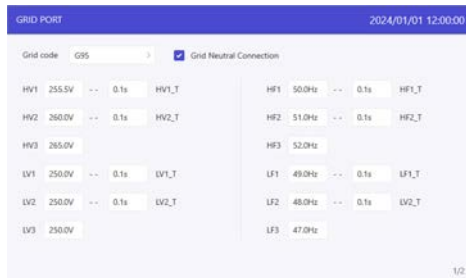 GRID PORT 2024/01/01 12:00:00
Grid code G95 > Grid Neutral Connection
HV1 255.5V -- 0.1s HV1_T HF1 50.0Hz -- 0.1s HF1_T
HV2 260.0V -- 0.1s HV2_T HF2 51.0Hz -- 0.1s HF2_T
HV3 265.0V HF3 52.0Hz
LV1 250.0V -- 0.1s LV1_T LF1 49.0Hz -- 0.1s LF1_T
LV2 250.0V -- 0.1s LV2_T LF2 48.0Hz -- 0.1s LV2_T
LV3 250.0V LF3 47.0Hz
1/2